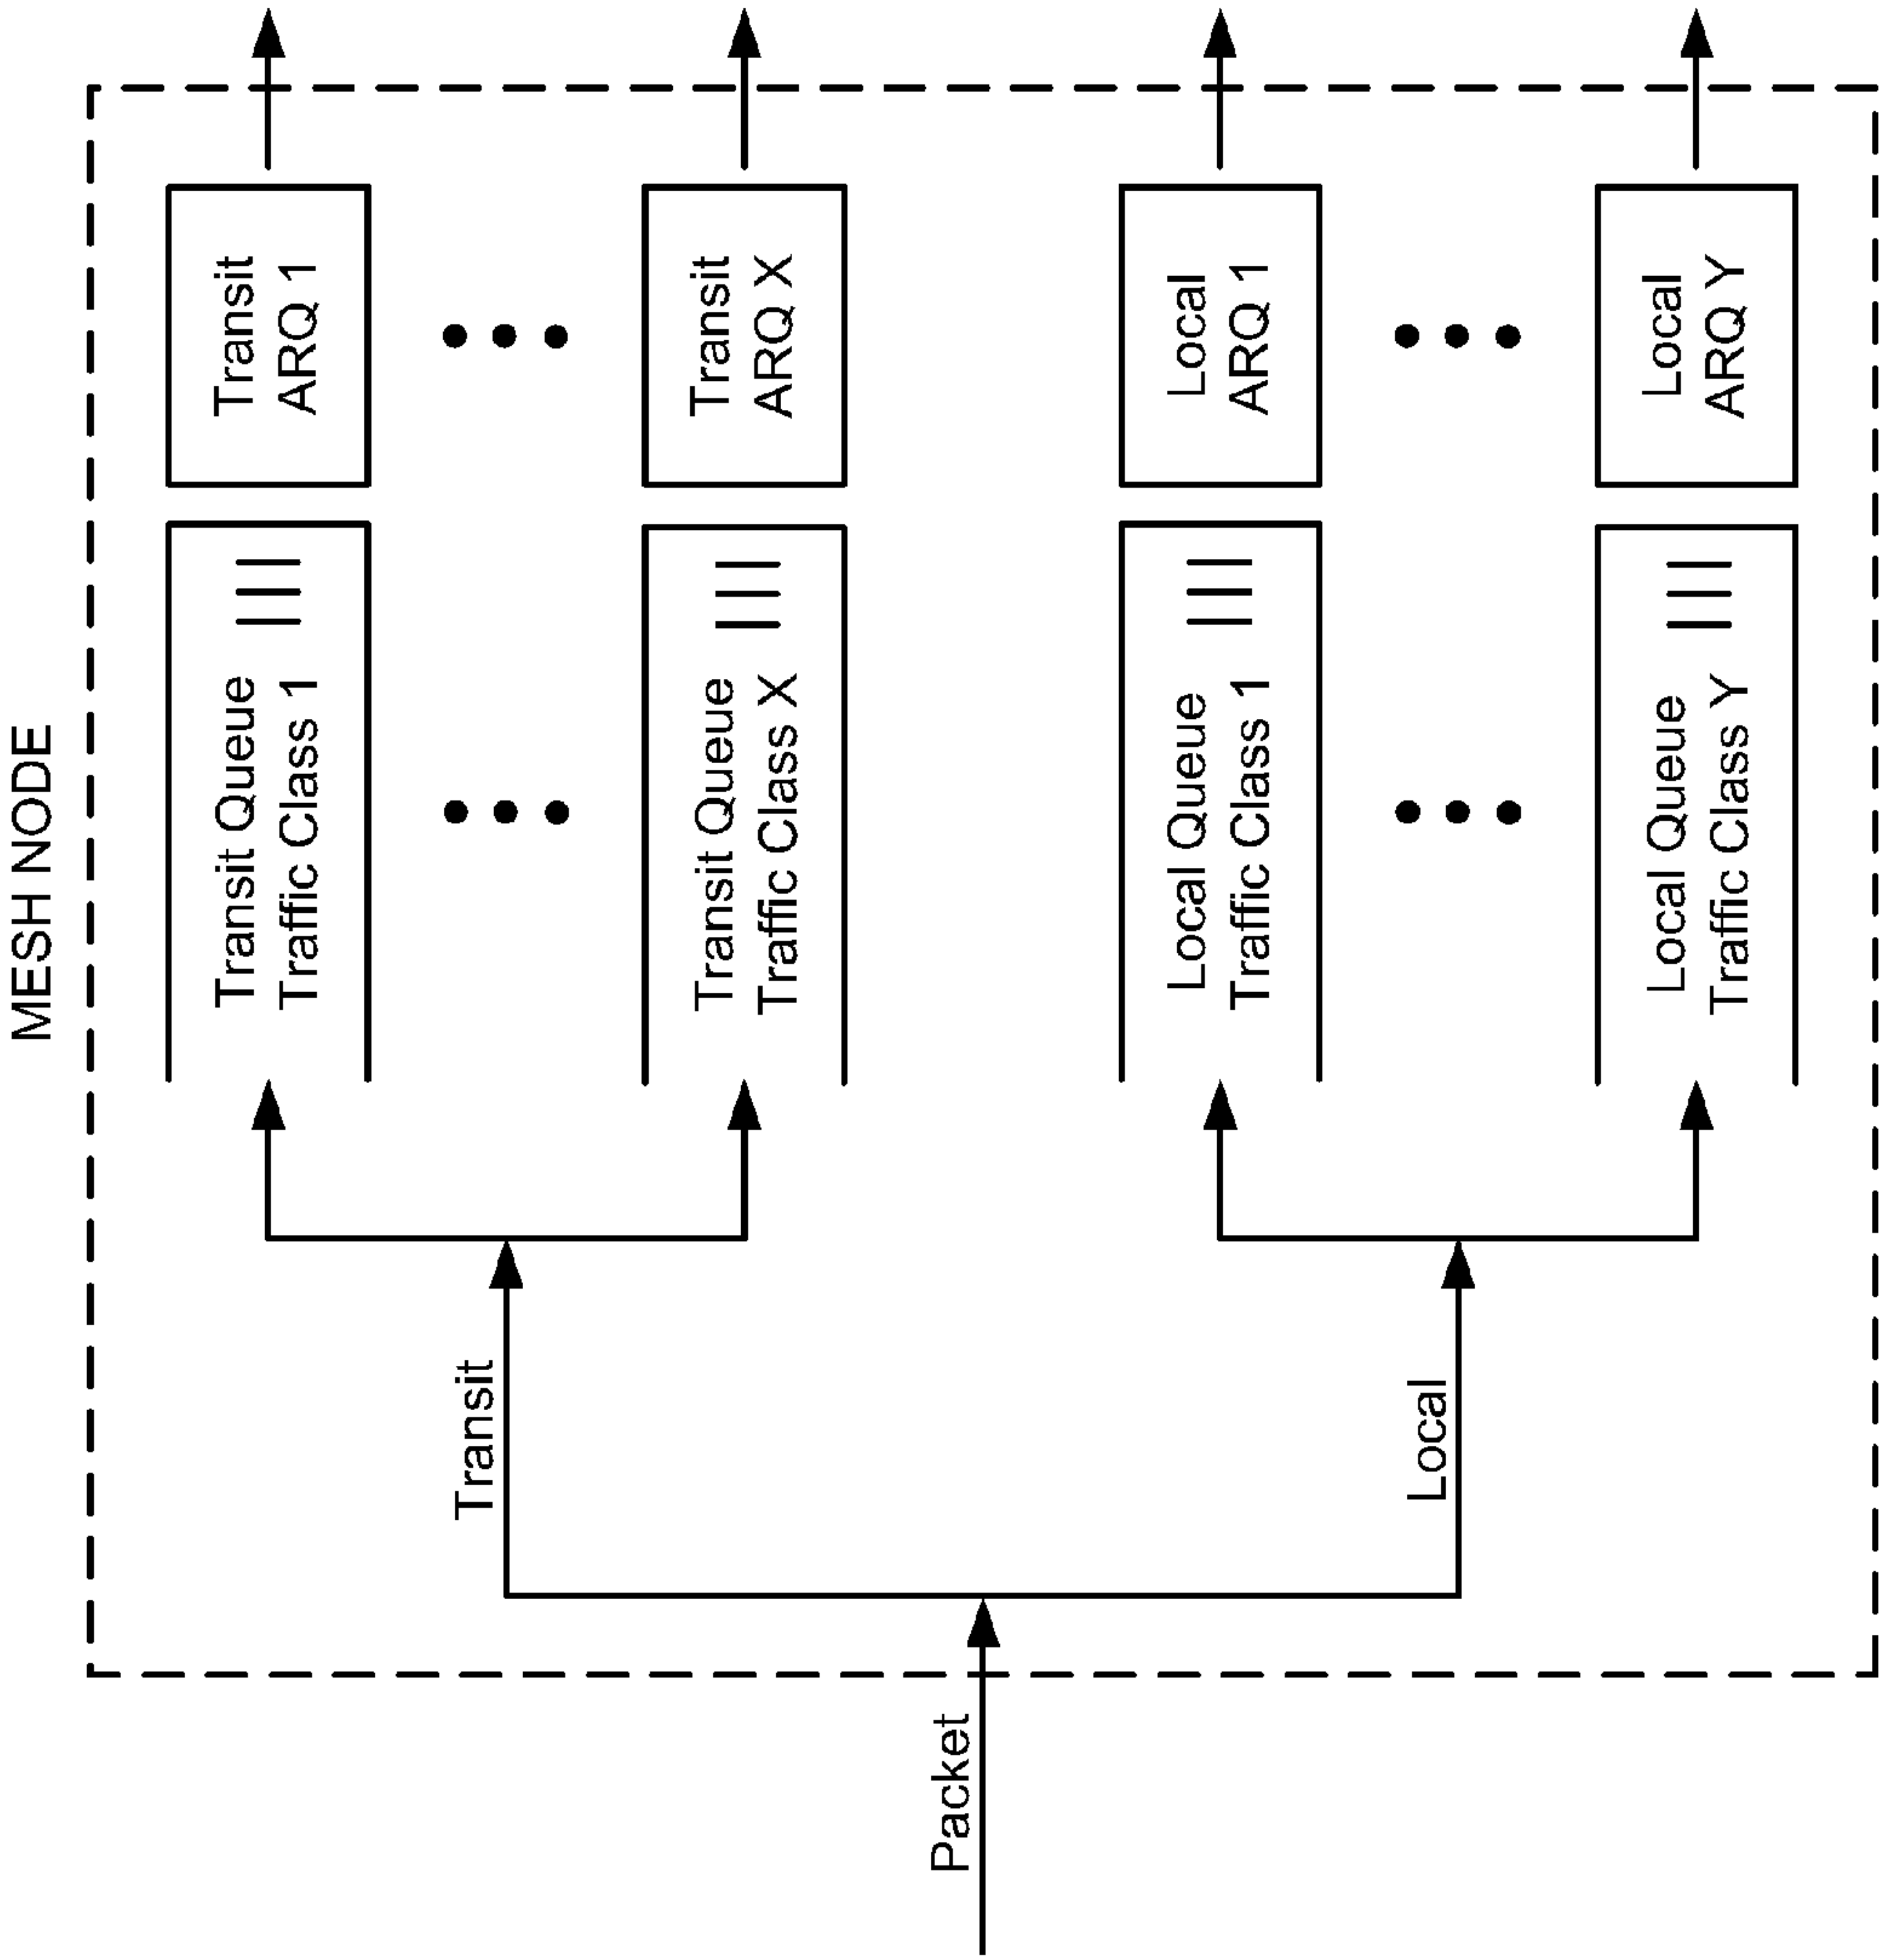 MESH NODE
Packet
Transit
Local
Transit Queue
Traffic Class 1
Transit
ARQ 1
Transit Queue
Traffic Class X
Transit
ARQ X
Local Queue
Traffic Class 1
Local
ARQ 1
Local Queue
Traffic Class Y
Local
ARQ Y